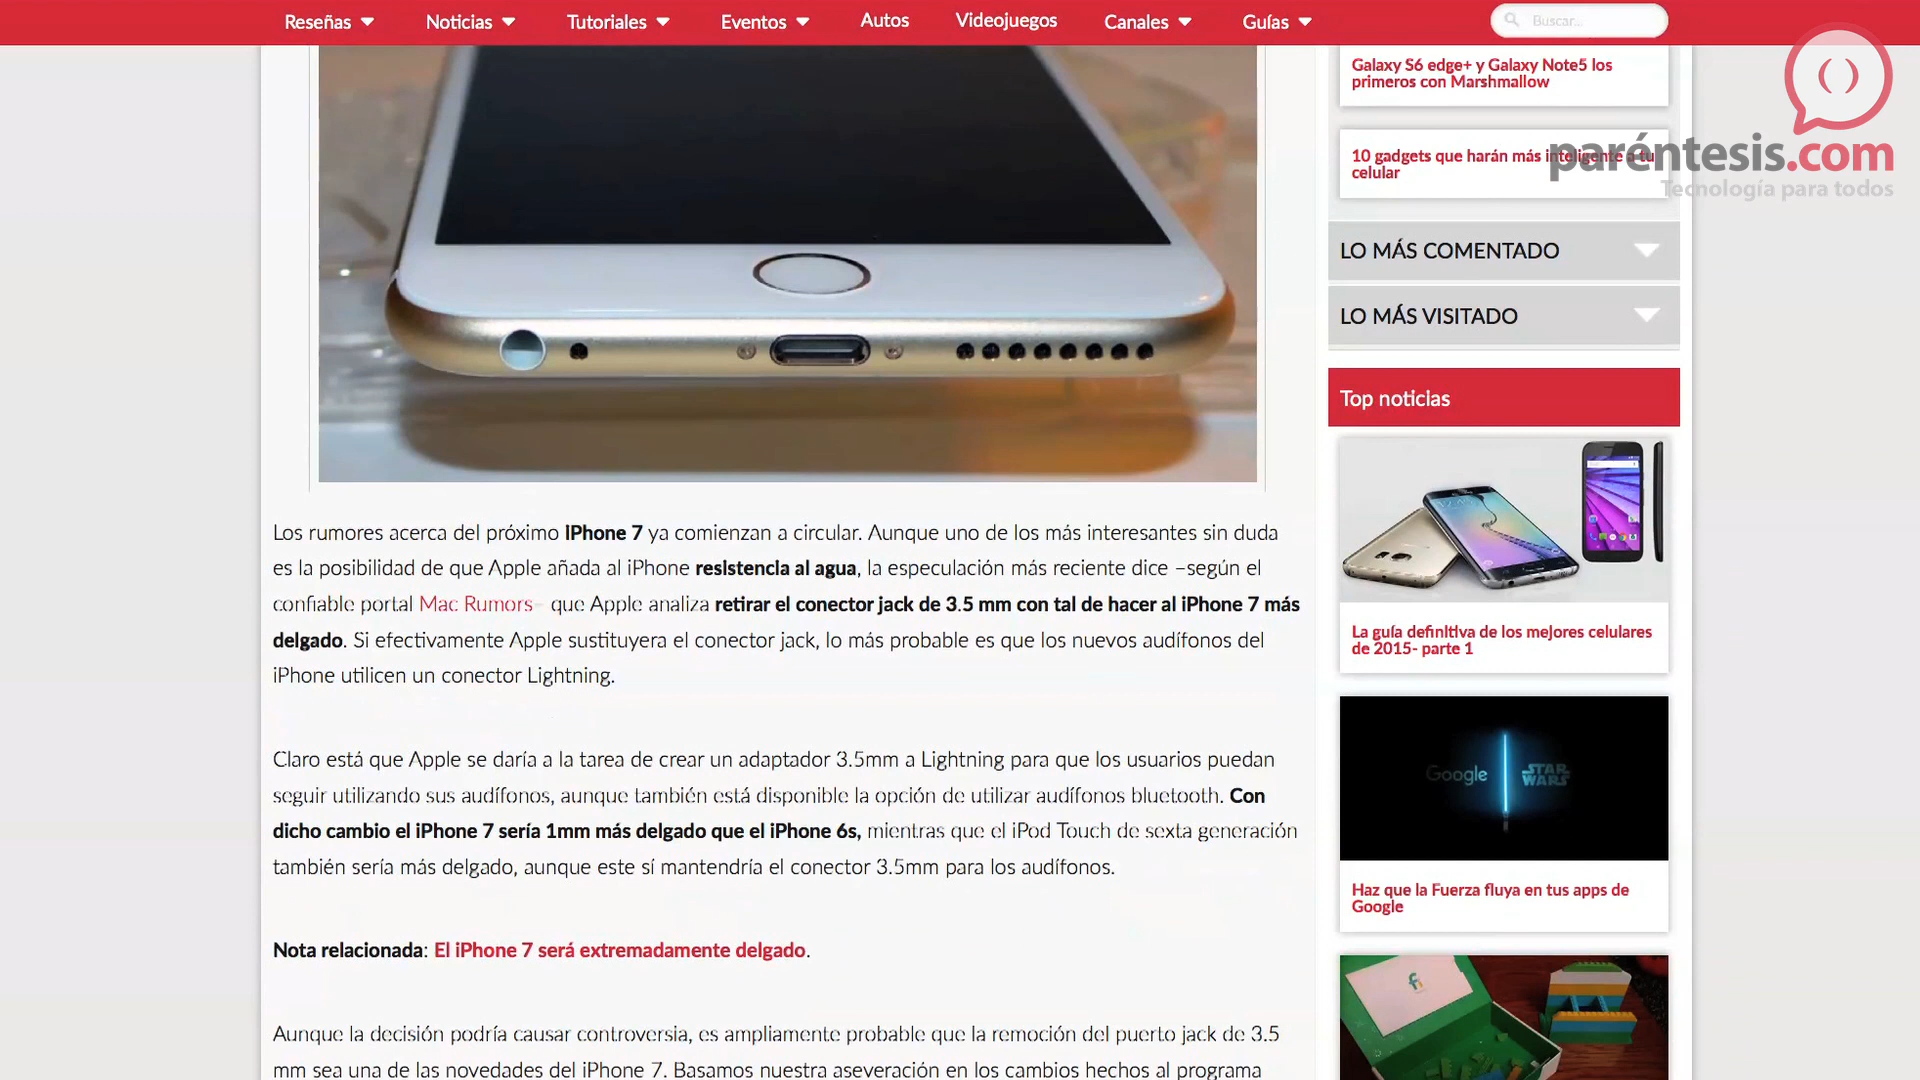 Reseñas Noticias Tutoriales Eventos Autos Videojuegos Canales Guías Buscar...
paréntesis.com
Tecnología para todos
Los rumores acerca del próximo iPhone 7 ya comienzan a circular. Aunque uno de los más interesantes sin duda
es la posibilidad de que Apple añada al iPhone resistencia al agua, la especulación más reciente dice –según el
confiable portal Mac Rumors– que Apple analiza retirar el conector jack de 3.5 mm con tal de hacer al iPhone 7 más
delgado. Si efectivamente Apple sustituyera el conector jack, lo más probable es que los nuevos audífonos del
iPhone utilicen un conector Lightning.
Claro está que Apple se daría a la tarea de crear un adaptador 3.5mm a Lightning para que los usuarios puedan
seguir utilizando sus audífonos, aunque también está disponible la opción de utilizar audífonos bluetooth. Con
dicho cambio el iPhone 7 sería 1mm más delgado que el iPhone 6s, mientras que el iPod Touch de sexta generación
también sería más delgado, aunque este sí mantendría el conector 3.5mm para los audífonos.
Nota relacionada: El iPhone 7 será extremadamente delgado.
Aunque la decisión podría causar controversia, es ampliamente probable que la remoción del puerto jack de 3.5
mm sea una de las novedades del iPhone 7. Basamos nuestra aseveración en los cambios hechos al programa
Galaxy S6 edge+ y Galaxy Note5 los
primeros con Marshmallow
10 gadgets que harán más inteligente a tu
celular
LO MÁS COMENTADO
LO MÁS VISITADO
Top noticias
La guía definitiva de los mejores celulares
de 2015- parte 1
Google STAR
WARS
Haz que la Fuerza fluya en tus apps de
Google